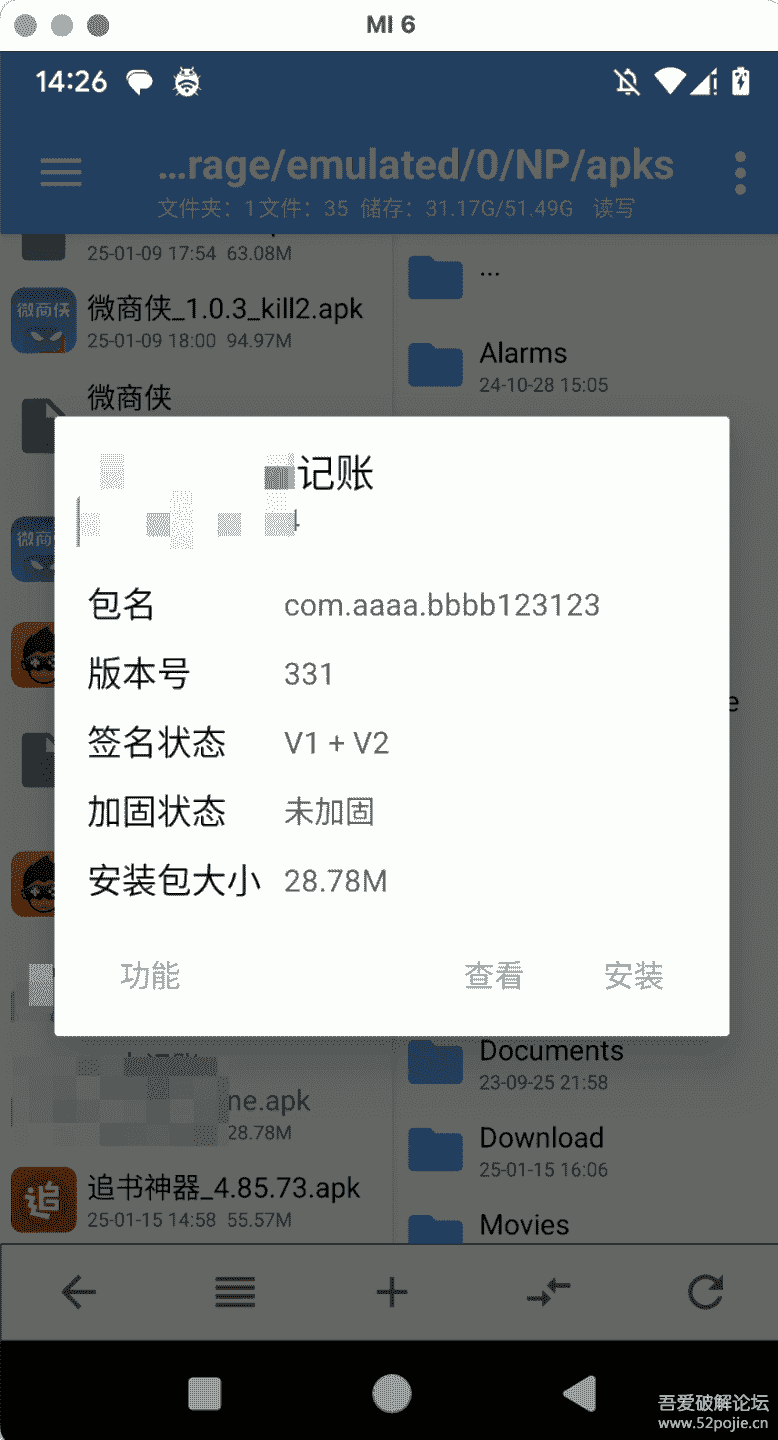 MI 6
14:26
...rage/emulated/0/NP/apks
文件夹：1 文件：35 储存：31.17G/51.49G 读写
25-01-09 17:54 63.08M
...
微商侠_1.0.3_kill2.apk
25-01-09 18:00 94.97M
Alarms
24-10-28 15:05
微商侠
记账
包名 com.aaaa.bbbb123123
版本号 331
签名状态 V1 + V2
加固状态 未加固
安装包大小 28.78M
功能 查看 安装
Documents
23-09-25 21:58
ne.apk
28.78M
Download
25-01-15 16:06
追书神器_4.85.73.apk
25-01-15 14:58 55.57M
Movies
吾爱破解论坛
www.52pojie.cn